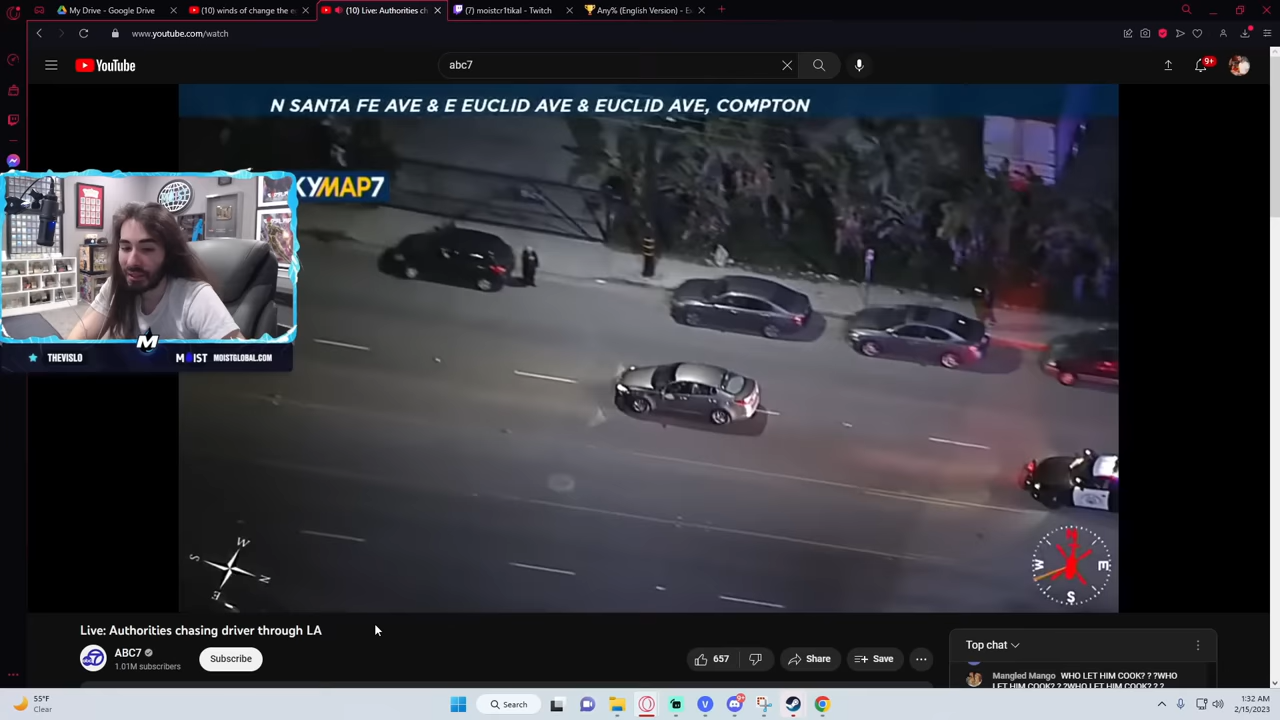 My Drive - Google Drive
(10) winds of change the e
(10) Live: Authorities ch
moistcr1tikal - Twitch
Any% (English Version) - Es
www.youtube.com/watch
YouTube
abc7
9+
N SANTA FE AVE & E EUCLID AVE & EUCLID AVE, COMPTON
KYMAP7
THEVISLO
M IST
MOISTGLOBAL.COM
W
S
N
E
N
W
E
S
Live: Authorities chasing driver through LA
ABC7
1.01M subscribers
Subscribe
657
Share
Save
Top chat
Mangled Mango WHO LET HIM COOK? ? ?WHO
LET HIM COOK? ? ?WHO LET HIM COOK? ? ?
55°F
Clear
Search
1:32 AM
2/15/2023